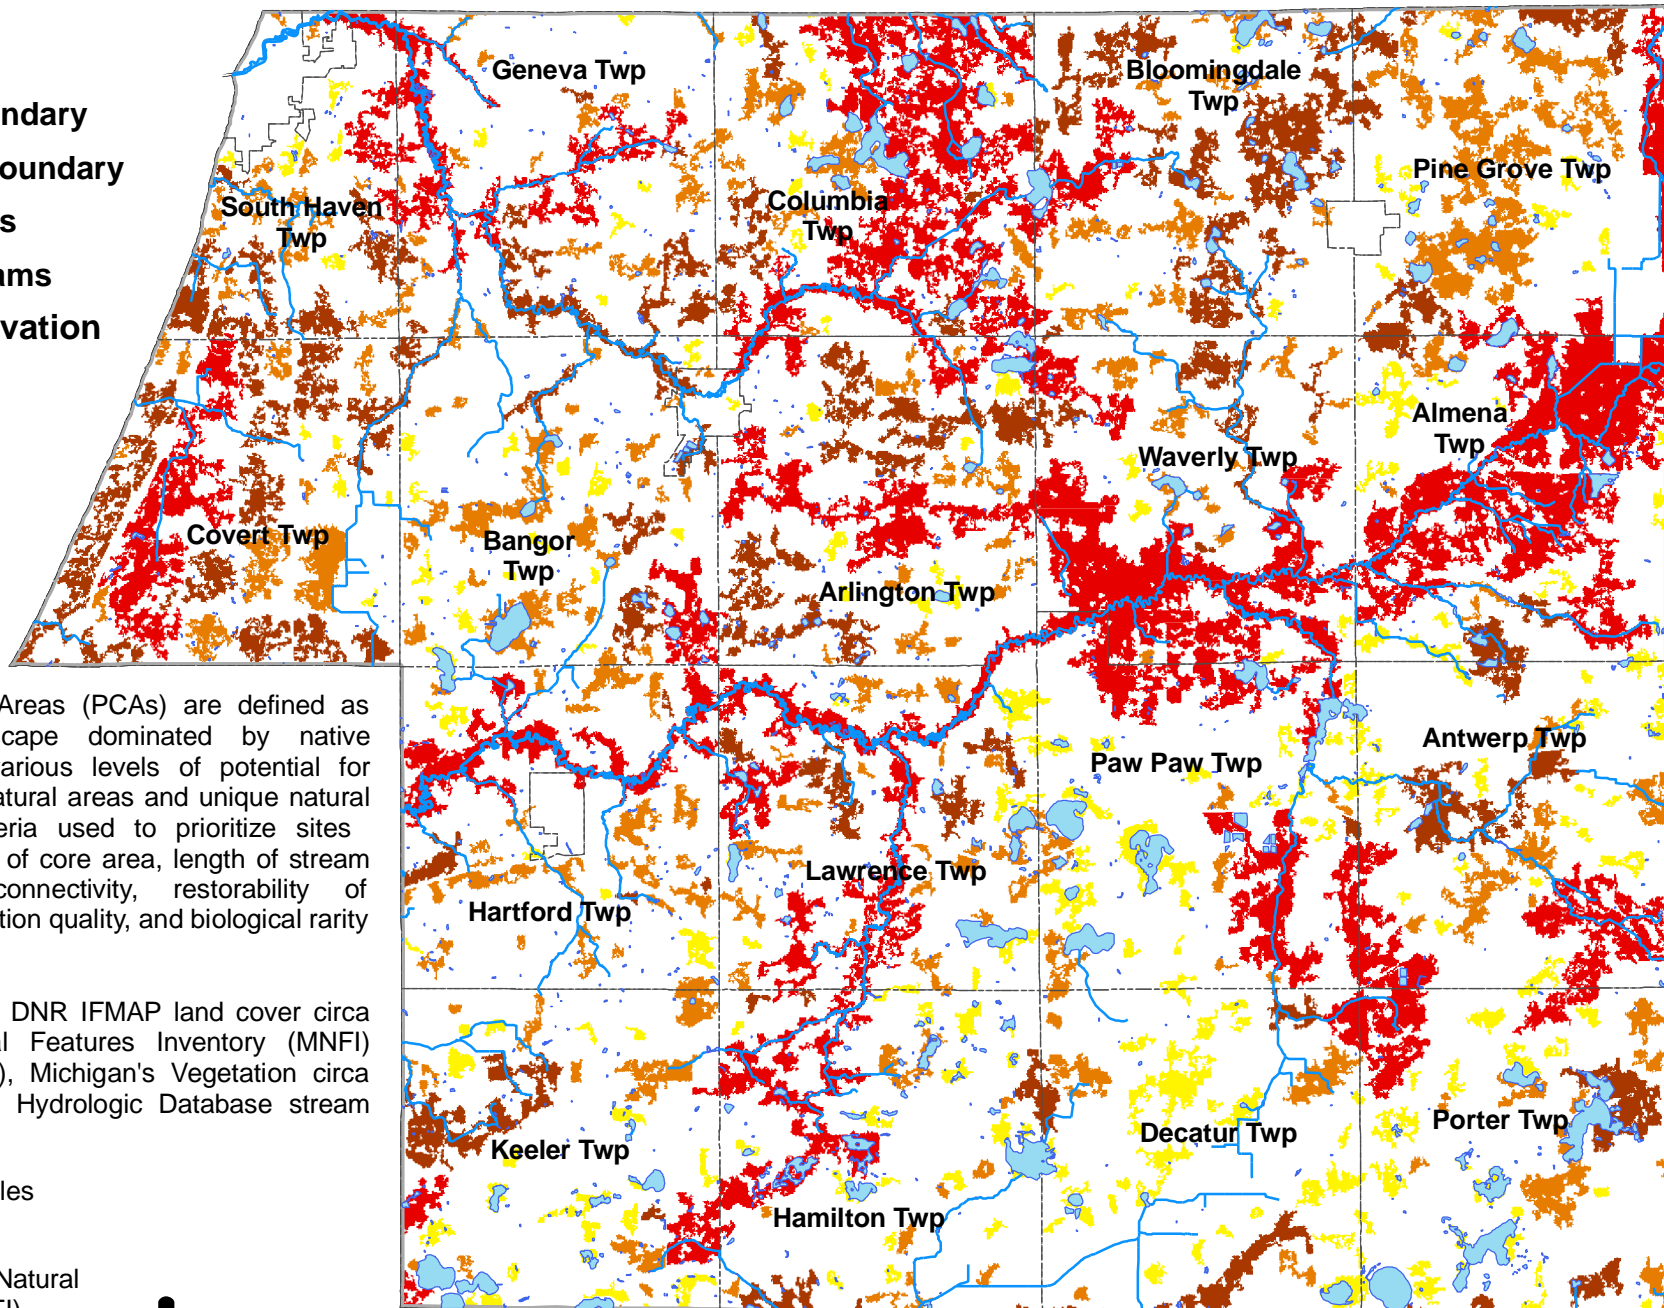 ndary
oundary
s
ams
vation
Geneva Twp
Bloomingdale
Twp
Pine Grove Twp
South Haven
Twp
Columbia
Twp
Almena
Twp
Waverly Twp
Covert Twp
Bangor
Twp
Arlington Twp
Areas (PCAs) are defined as
cape dominated by native
various levels of potential for
atural areas and unique natural
eria used to prioritize sites
of core area, length of stream
connectivity, restorability of
tion quality, and biological rarity
Antwerp Twp
Paw Paw Twp
Lawrence Twp
Hartford Twp
DNR IFMAP land cover circa
al Features Inventory (MNFI)
), Michigan's Vegetation circa
Hydrologic Database stream
Keeler Twp
Decatur Twp
Porter Twp
les
Hamilton Twp
Natural
FI)